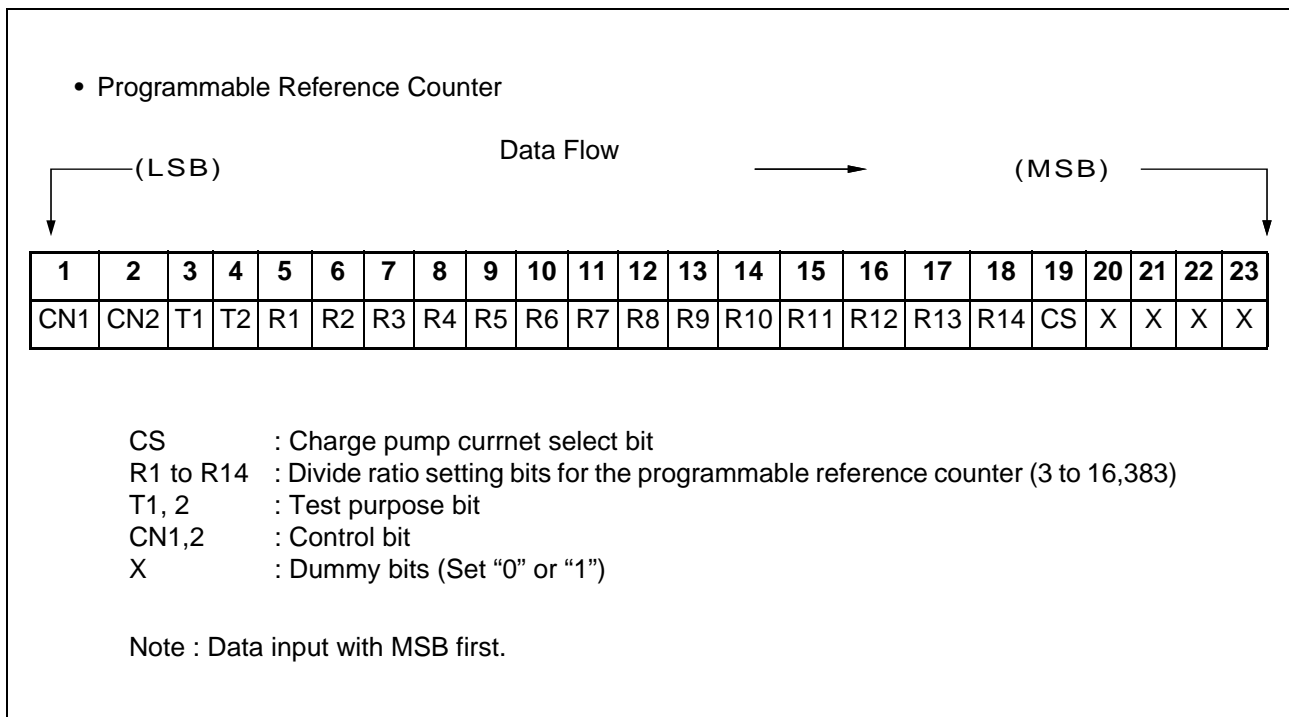 • Programmable Reference Counter
Data Flow
(LSB) (MSB)
1 2 3 4 5 6 7 8 9 10 11 12 13 14 15 16 17 18 19 20 21 22 23
CN1 CN2 T1 T2 R1 R2 R3 R4 R5 R6 R7 R8 R9 R10 R11 R12 R13 R14 CS X X X X
CS : Charge pump currnet select bit
R1 to R14 : Divide ratio setting bits for the programmable reference counter (3 to 16,383)
T1, 2 : Test purpose bit
CN1,2 : Control bit
X : Dummy bits (Set “0” or “1”)
Note : Data input with MSB first.